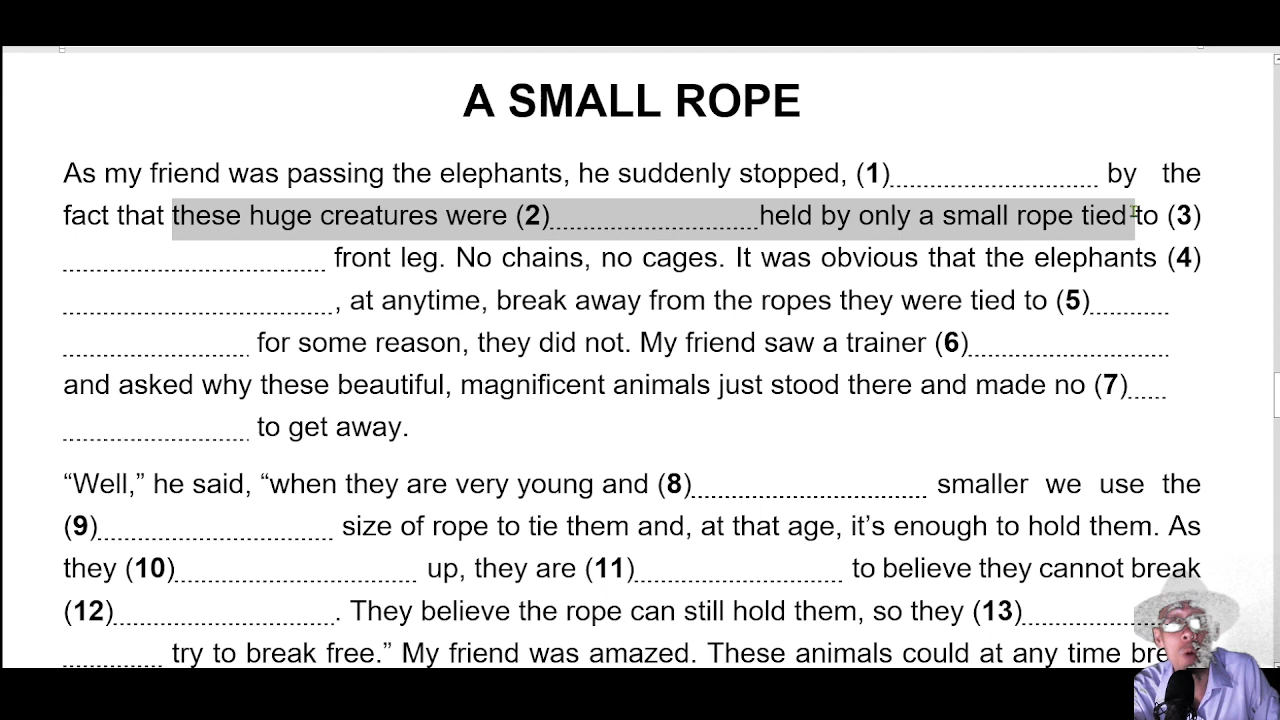 A SMALL ROPE
As my friend was passing the elephants, he suddenly stopped, (1)............................ by the
fact that these huge creatures were (2)............................held by only a small rope tied to (3)
.................................... front leg. No chains, no cages. It was obvious that the elephants (4)
...................................., at anytime, break away from the ropes they were tied to (5)...........
......................... for some reason, they did not. My friend saw a trainer (6)...........................
and asked why these beautiful, magnificent animals just stood there and made no (7).....
......................... to get away.
“Well,” he said, “when they are very young and (8)................................ smaller we use the
(9)................................ size of rope to tie them and, at that age, it’s enough to hold them. As
they (10)................................ up, they are (11)............................ to believe they cannot break
(12)............................... They believe the rope can still hold them, so they (13)................
............. try to break free.” My friend was amazed. These animals could at any time